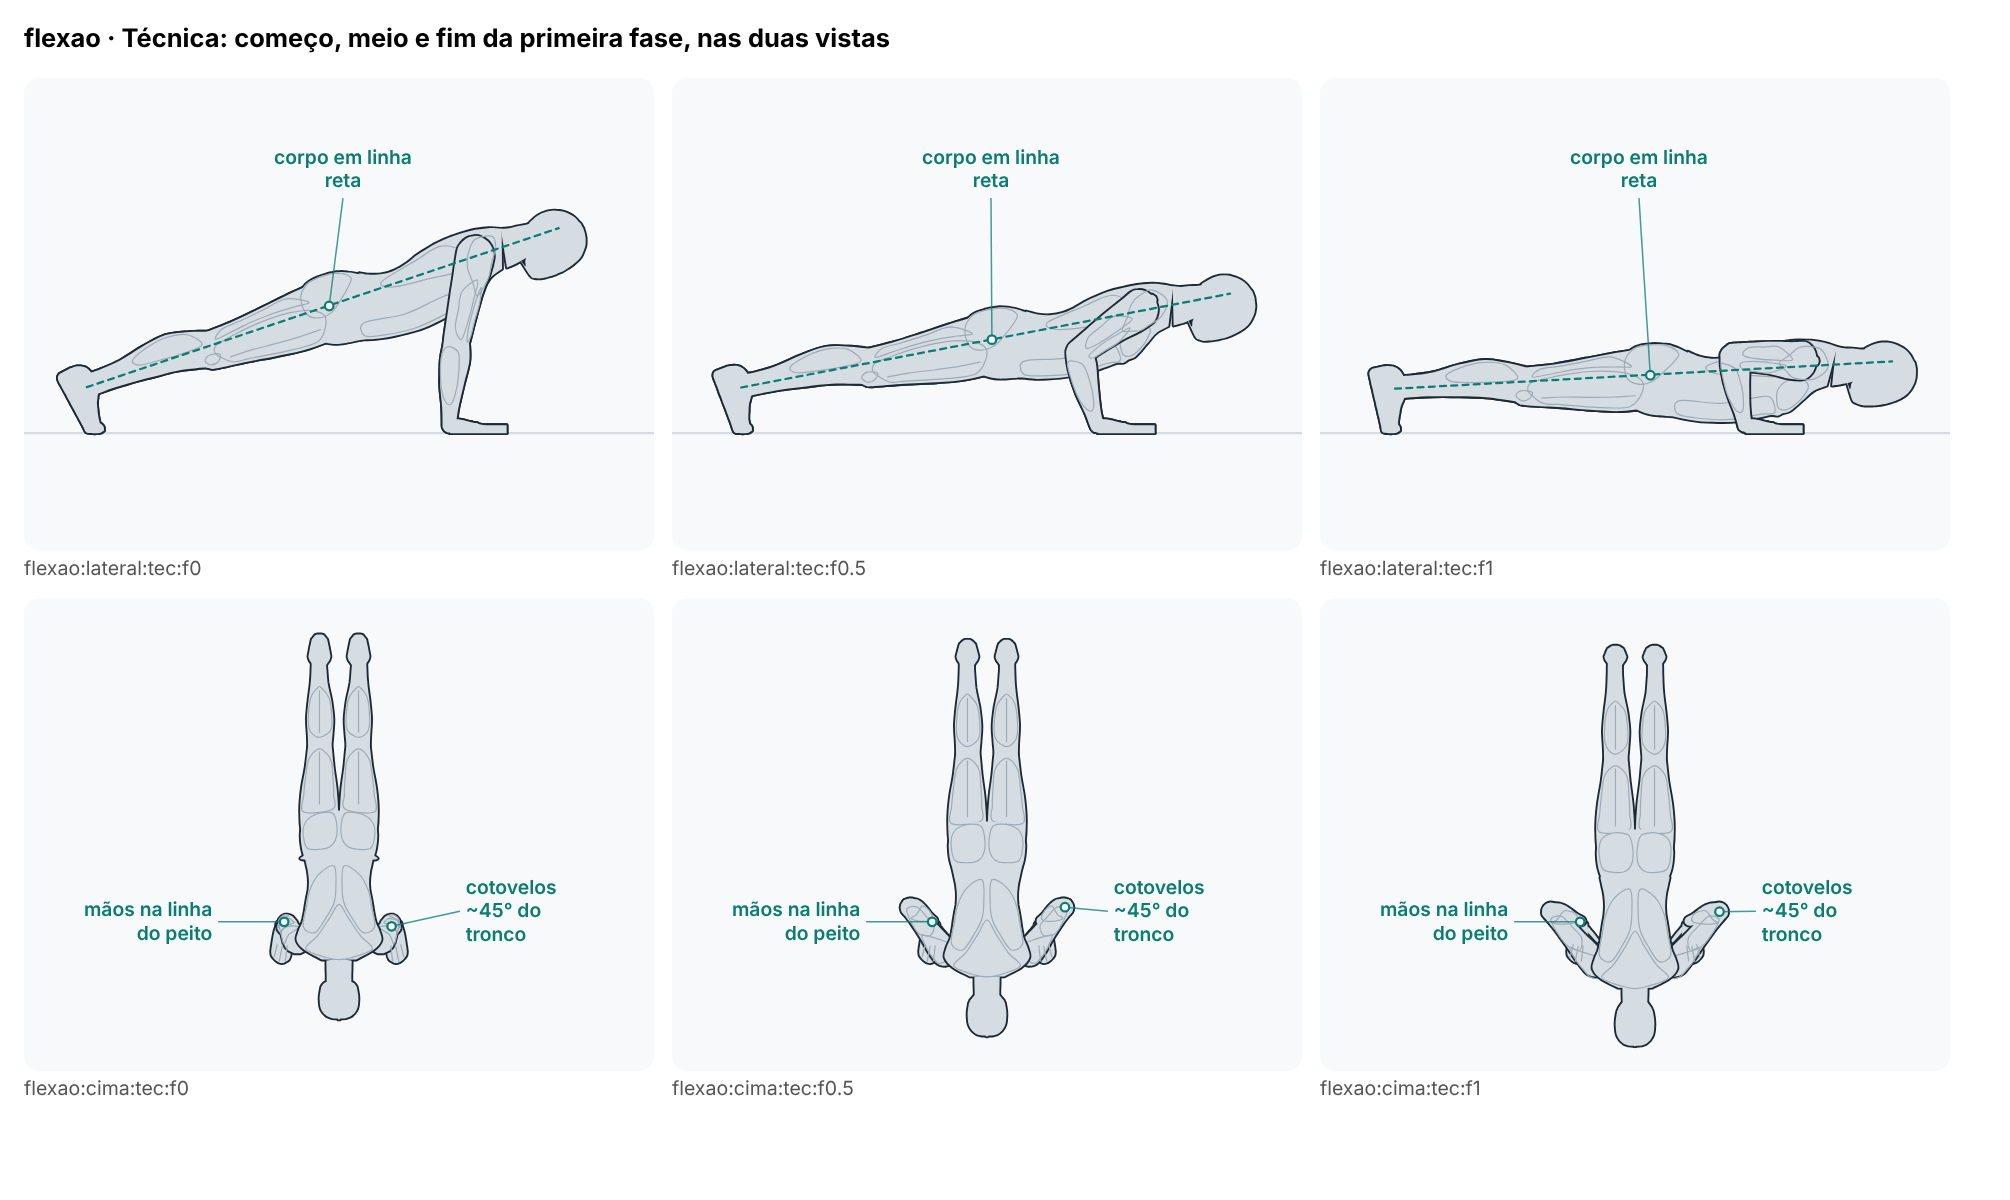 flexao · Técnica: começo, meio e fim da primeira fase, nas duas vistas
corpo em linha
reta
corpo em linha
reta
corpo em linha
reta
flexao:lateral:tec:f0
flexao:lateral:tec:f0.5
flexao:lateral:tec:f1
mãos na linha
do peito
cotovelos
~45° do
tronco
mãos na linha
do peito
cotovelos
~45° do
tronco
mãos na linha
do peito
cotovelos
~45° do
tronco
flexao:cima:tec:f0
flexao:cima:tec:f0.5
flexao:cima:tec:f1